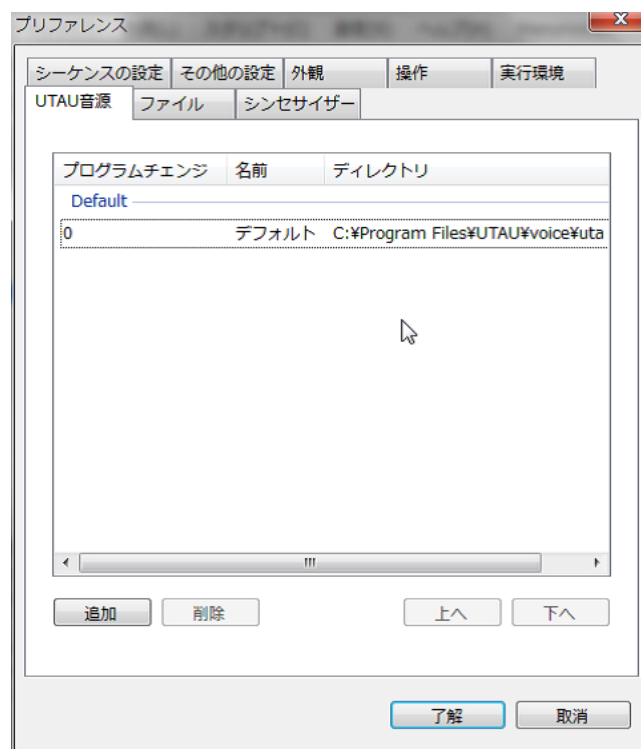 プリファレンス
シーケンスの設定 その他の設定 外観 操作 実行環境
UTAU音源 ファイル シンセサイザー
プログラムチェンジ 名前 ディレクトリ
Default
0 デフォルト C:¥Program Files¥UTAU¥voice¥uta
追加 削除 上へ 下へ
了解 取消